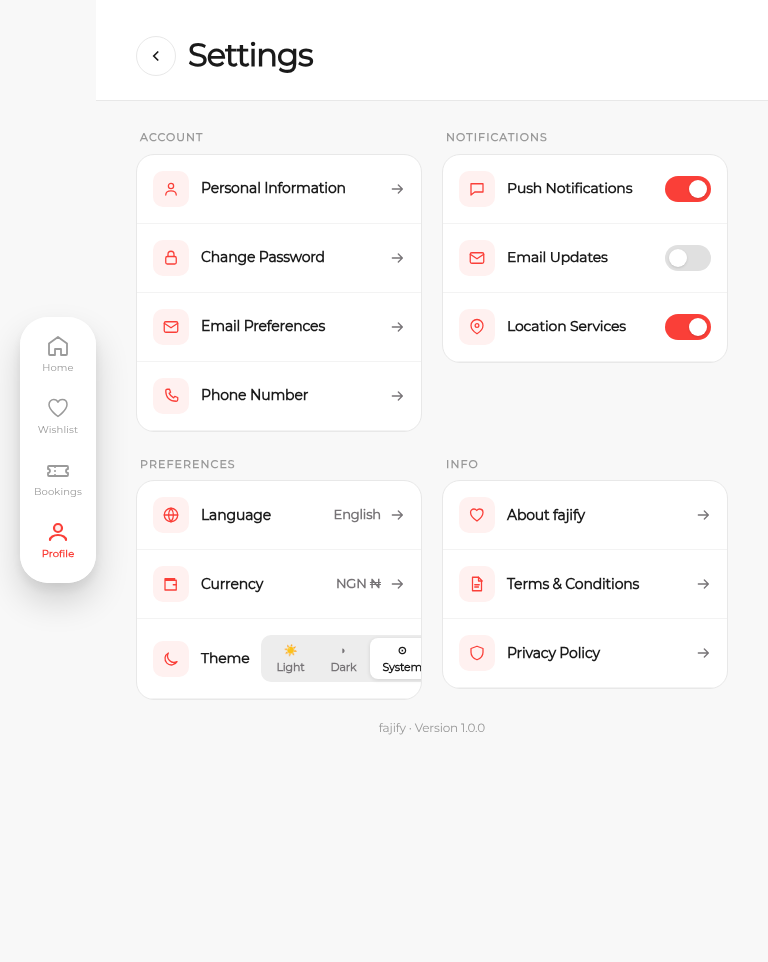 Settings
ACCOUNT
Personal Information
Change Password
Email Preferences
Phone Number
NOTIFICATIONS
Push Notifications
Email Updates
Location Services
Home
Wishlist
Bookings
Profile
PREFERENCES
Language English
Currency NGN ₦
Theme
Light
Dark
System
INFO
About fajify
Terms & Conditions
Privacy Policy
fajify · Version 1.0.0